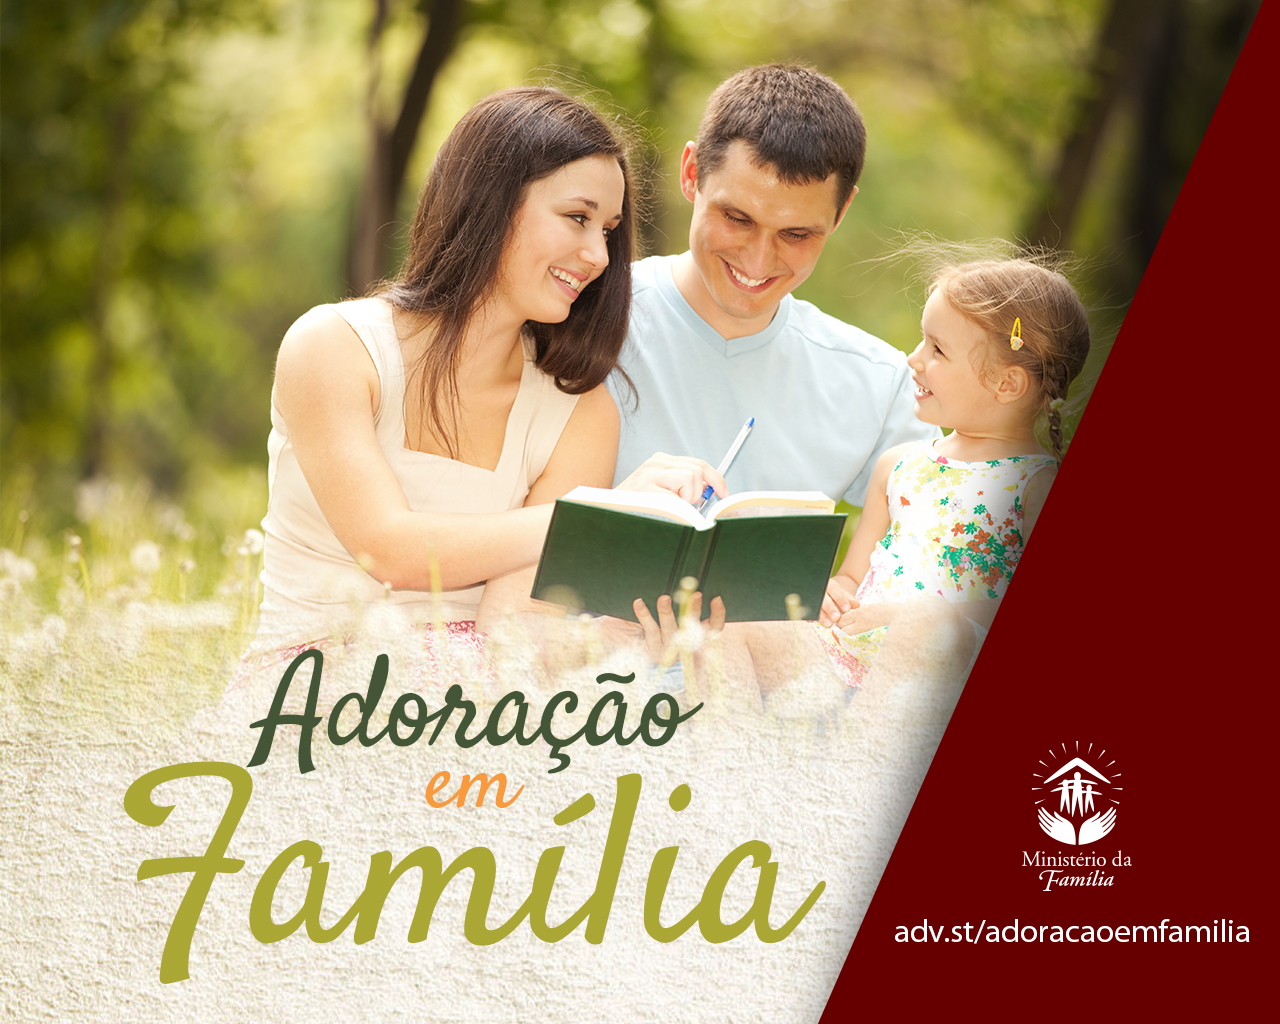 Adoração
em
Família
Ministério da
Família
adv.st/adoracaoemfamilia